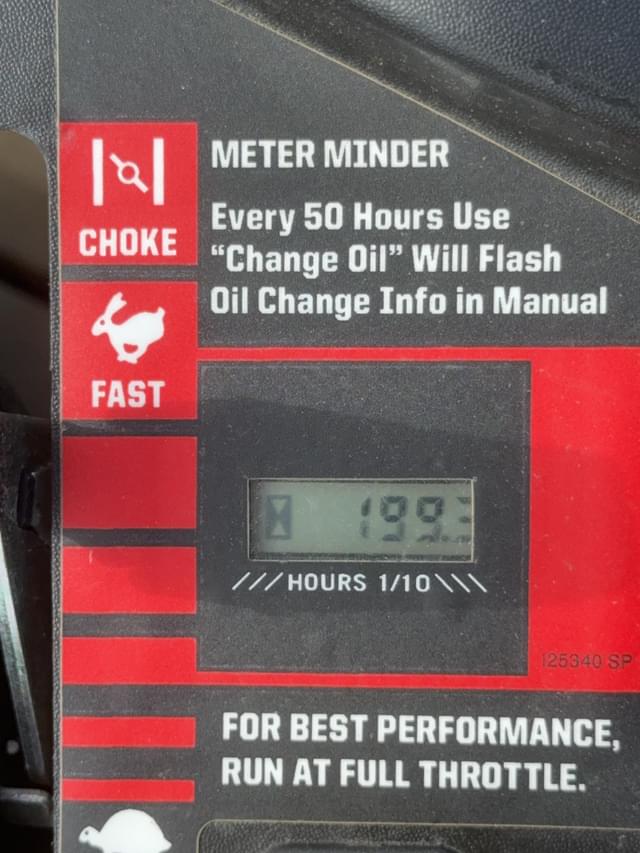 METER MINDER
Every 50 Hours Use
“Change Oil” Will Flash
Oil Change Info in Manual
CHOKE
FAST
199.
///HOURS 1/10\\\
125340 SP
FOR BEST PERFORMANCE,
RUN AT FULL THROTTLE.